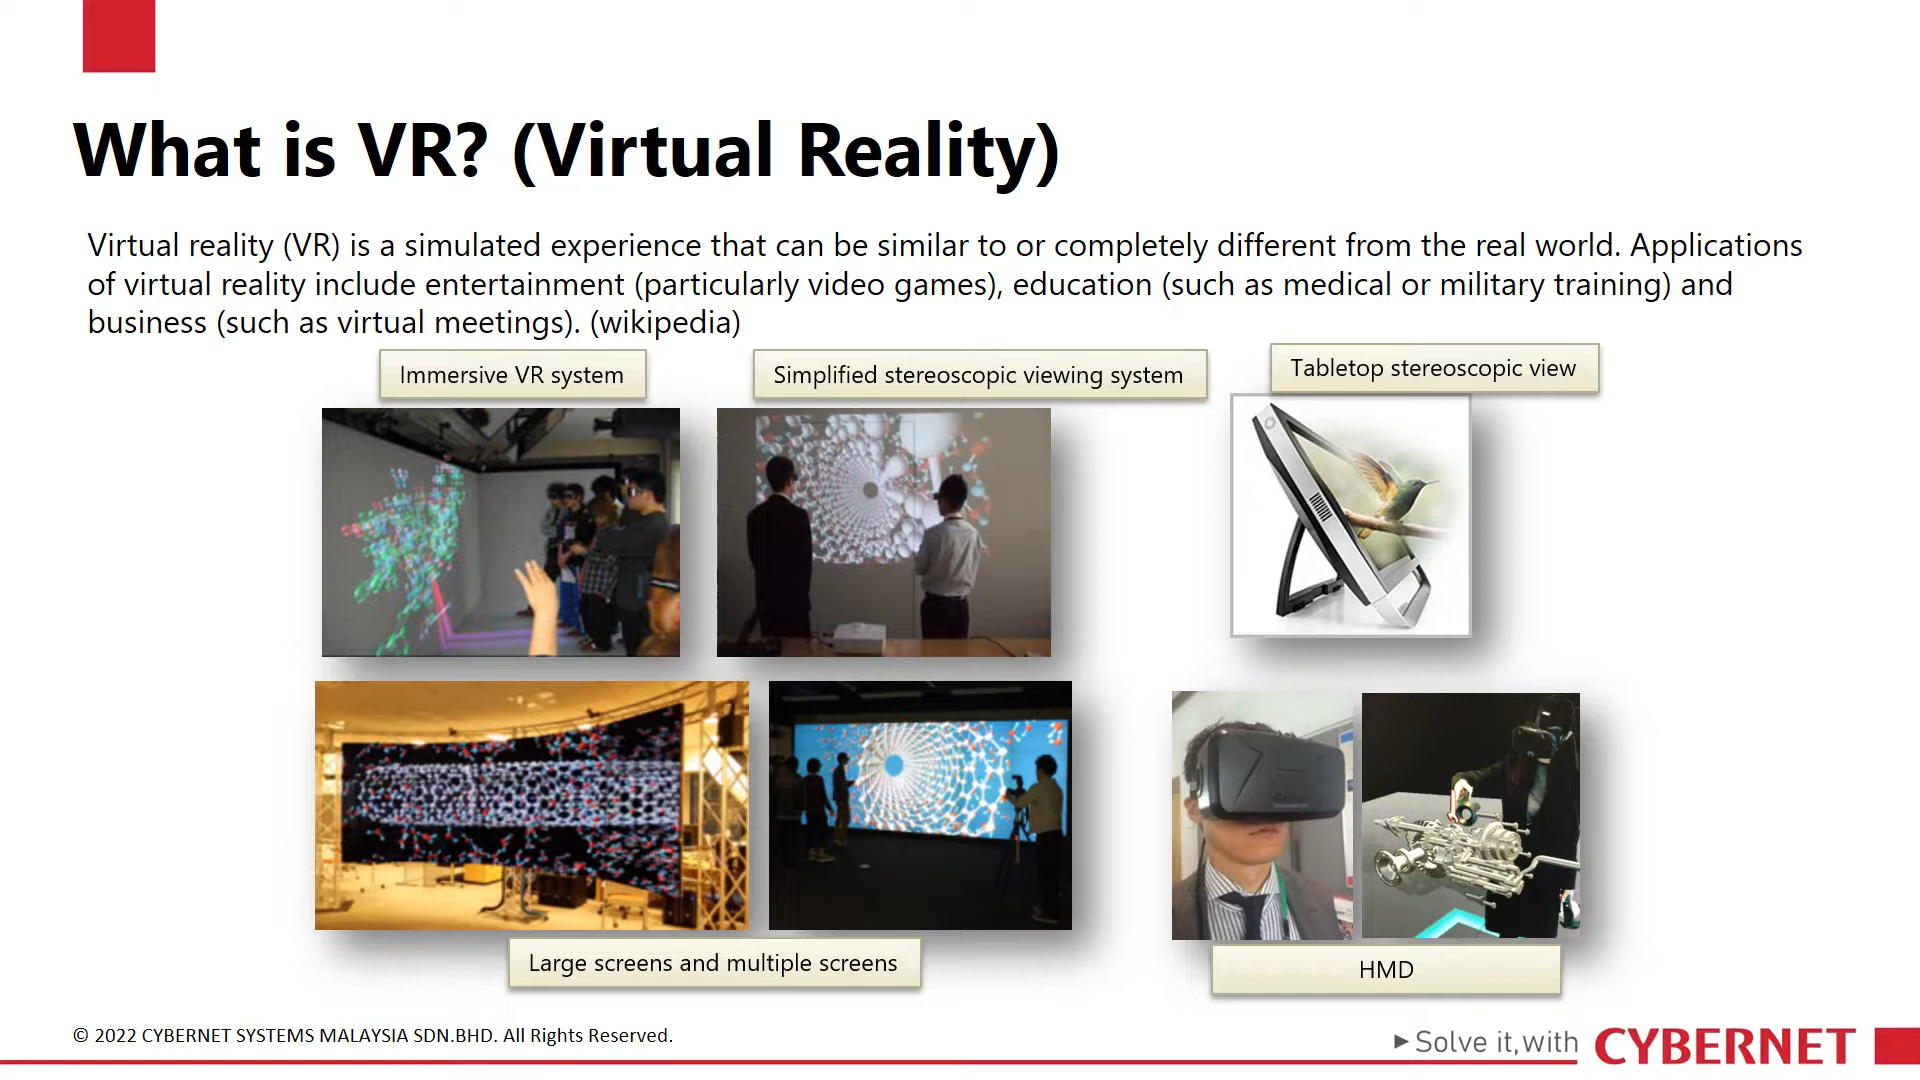 What is VR? (Virtual Reality)
Virtual reality (VR) is a simulated experience that can be similar to or completely different from the real world. Applications
of virtual reality include entertainment (particularly video games), education (such as medical or military training) and
business (such as virtual meetings). (wikipedia)
Immersive VR system
Simplified stereoscopic viewing system
Tabletop stereoscopic view
Large screens and multiple screens
HMD
© 2022 CYBERNET SYSTEMS MALAYSIA SDN.BHD. All Rights Reserved.
►Solve it,with CYBERNET